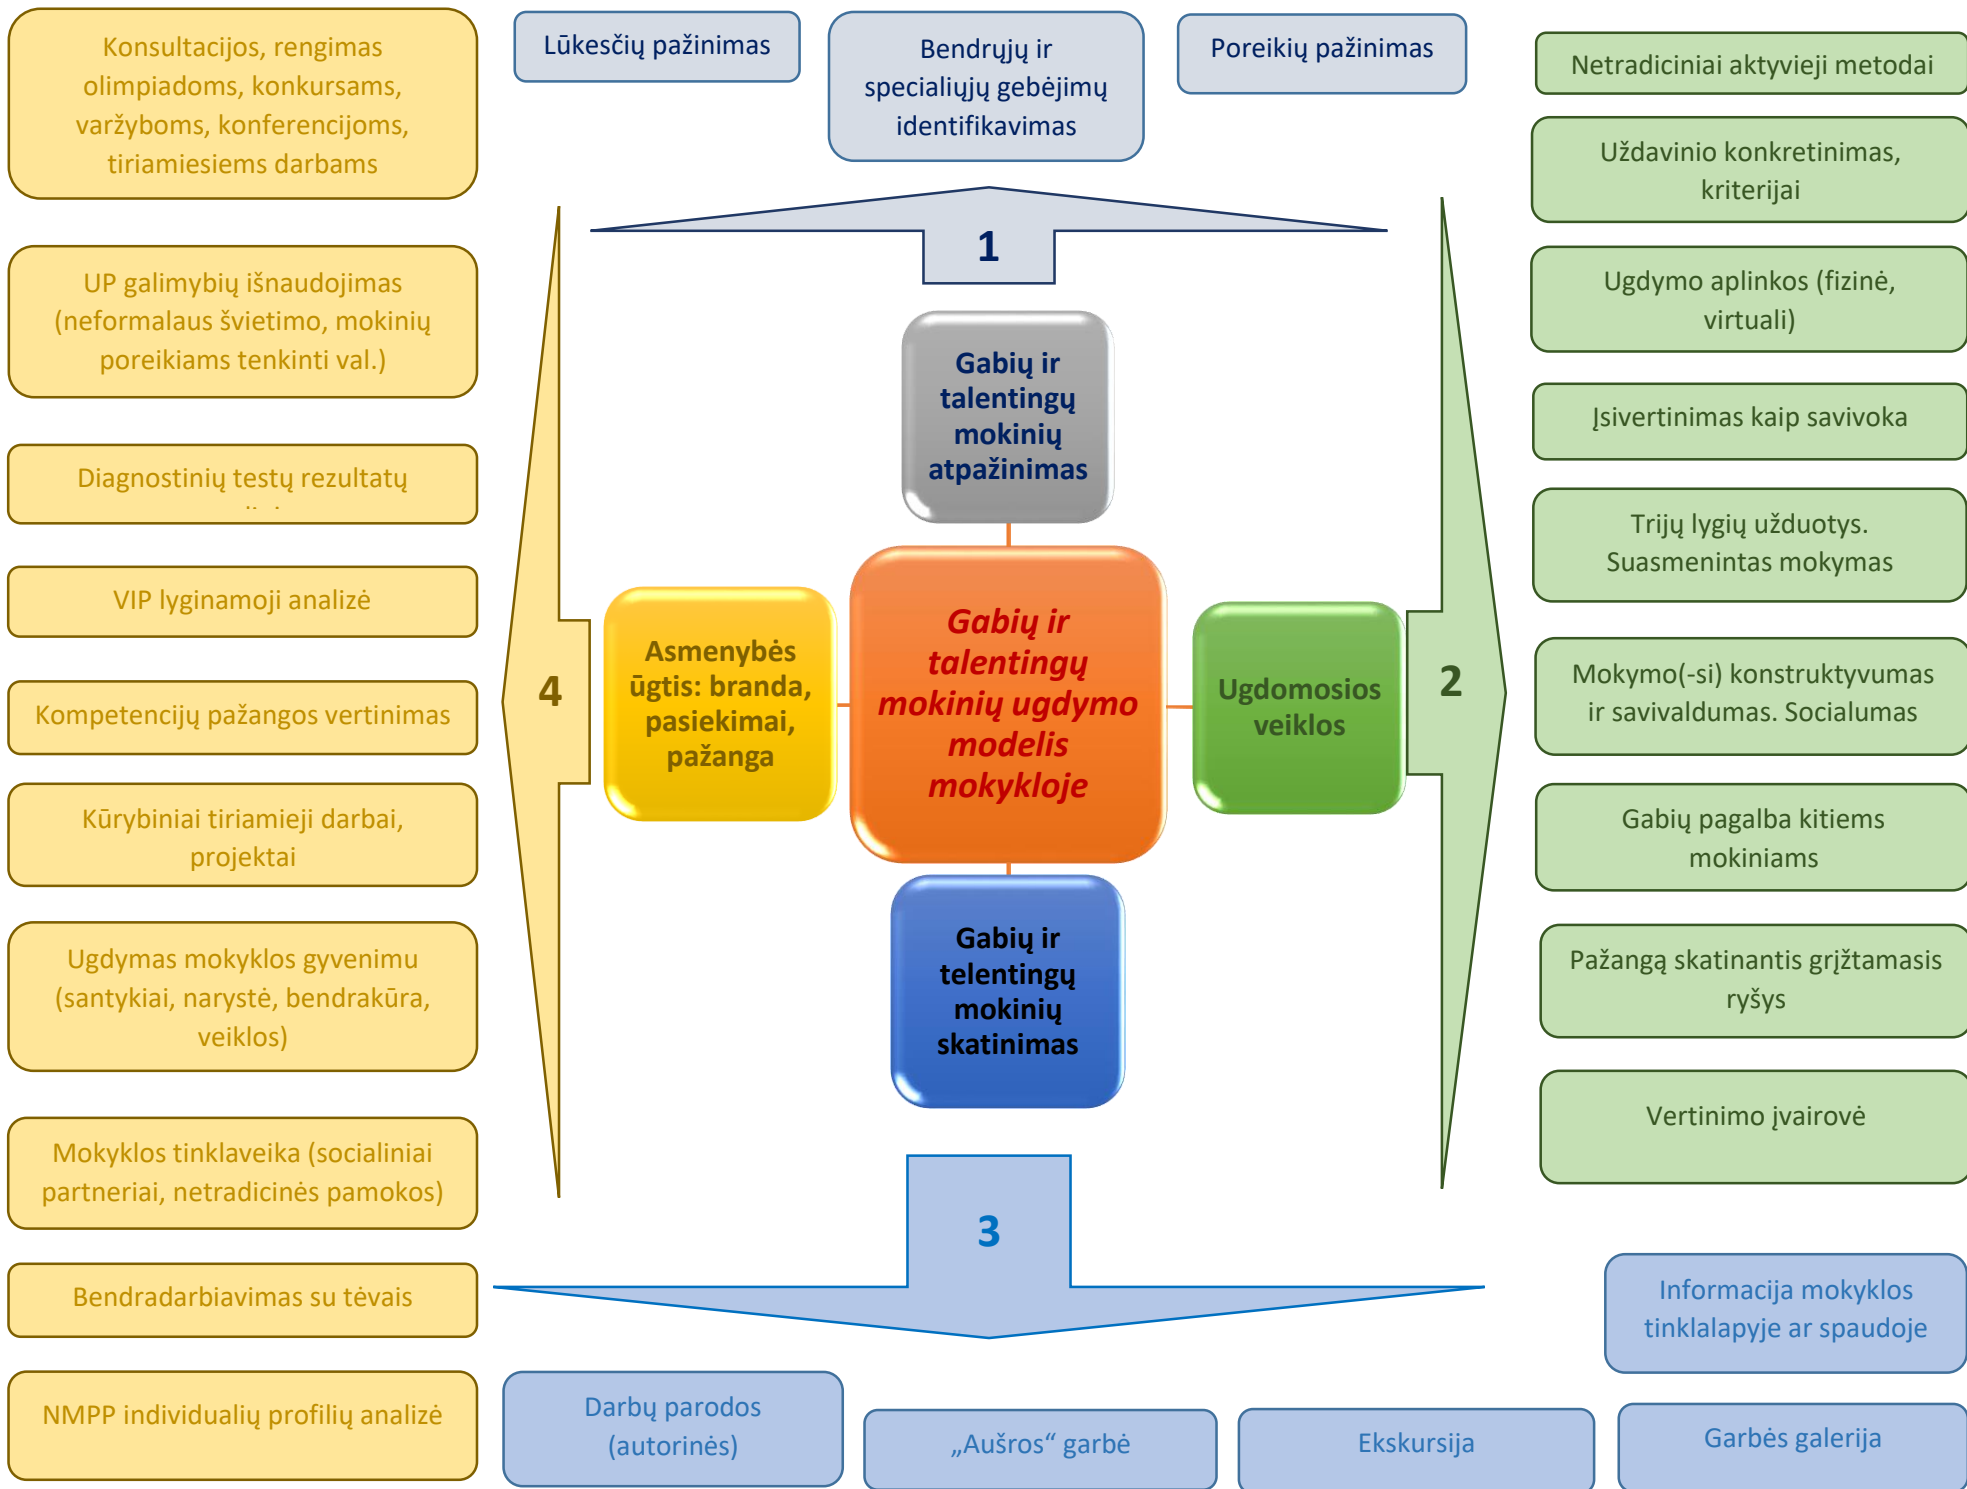 Konsultacijos, rengimas
olimpiadoms, konkursams,
varžyboms, konferencijoms,
tiriamiesiems darbams
UP galimybių išnaudojimas
(neformalaus švietimo, mokinių
poreikiams tenkinti val.)
Diagnostinių testų rezultatų
VIP lyginamoji analizė
Kompetencijų pažangos vertinimas
Kūrybiniai tiriamieji darbai,
projektai
Ugdymas mokyklos gyvenimu
(santykiai, narystė, bendrakūra,
veiklos)
Mokyklos tinklaveika (socialiniai
partneriai, netradicinės pamokos)
Bendradarbiavimas su tėvais
NMPP individualių profilių analizė
Lūkesčių pažinimas
Bendrųjų ir
specialiųjų gebėjimų
identifikavimas
Poreikių pažinimas
1
Gabių ir
talentingų
mokinių
atpažinimas
4
Asmenybės
ūgtis: branda,
pasiekimai,
pažanga
Gabių ir
talentingų
mokinių ugdymo
modelis
mokykloje
Ugdomosios
veiklos
2
Gabių ir
telentingų
mokinių
skatinimas
3
Netradiciniai aktyvieji metodai
Uždavinio konkretinimas,
kriterijai
Ugdymo aplinkos (fizinė,
virtuali)
Įsivertinimas kaip savivoka
Trijų lygių užduotys.
Suasmenintas mokymas
Mokymo(-si) konstruktyvumas
ir savivaldumas. Socialumas
Gabių pagalba kitiems
mokiniams
Pažangą skatinantis grįžtamasis
ryšys
Vertinimo įvairovė
Informacija mokyklos
tinklalapyje ar spaudoje
Darbų parodos
(autorinės)
„Aušros“ garbė
Ekskursija
Garbės galerija